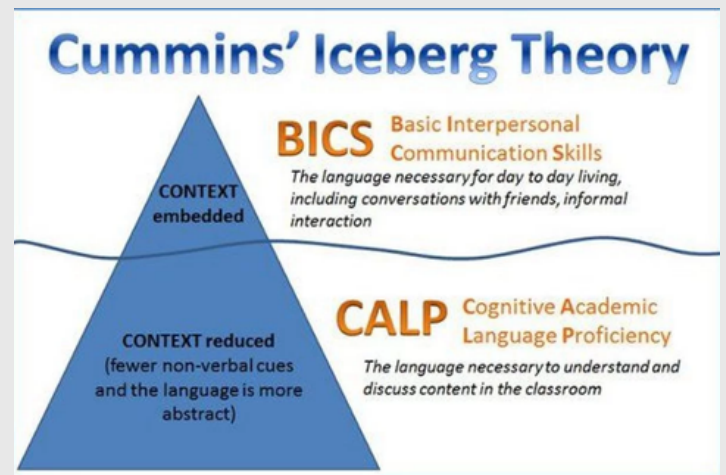 Cummins' Iceberg Theory
BICS
Basic Interpersonal
Communication Skills
The language necessary for day to day living,
including conversations with friends, informal
interaction
CONTEXT
embedded
CALP
Cognitive Academic
Language Proficiency
The language necessary to understand and
discuss content in the classroom
CONTEXT reduced
(fewer non-verbal cues
and the language is more
abstract)